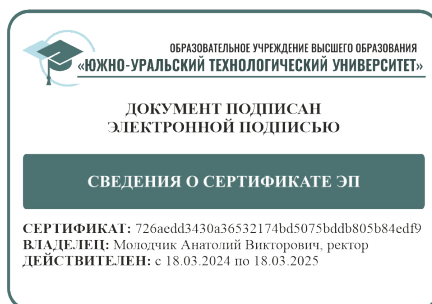 ОБРАЗОВАТЕЛЬНОЕ УЧРЕЖДЕНИЕ ВЫСШЕГО ОБРАЗОВАНИЯ
«ЮЖНО-УРАЛЬСКИЙ ТЕХНОЛОГИЧЕСКИЙ УНИВЕРСИТЕТ»
ДОКУМЕНТ ПОДПИСАН
ЭЛЕКТРОННОЙ ПОДПИСЬЮ
СВЕДЕНИЯ О СЕРТИФИКАТЕ ЭП
СЕРТИФИКАТ: 726aedd3430a36532174bd5075bddb805b84edf9
ВЛАДЕЛЕЦ: Молодчик Анатолий Викторович, ректор
ДЕЙСТВИТЕЛЕН: с 18.03.2024 по 18.03.2025